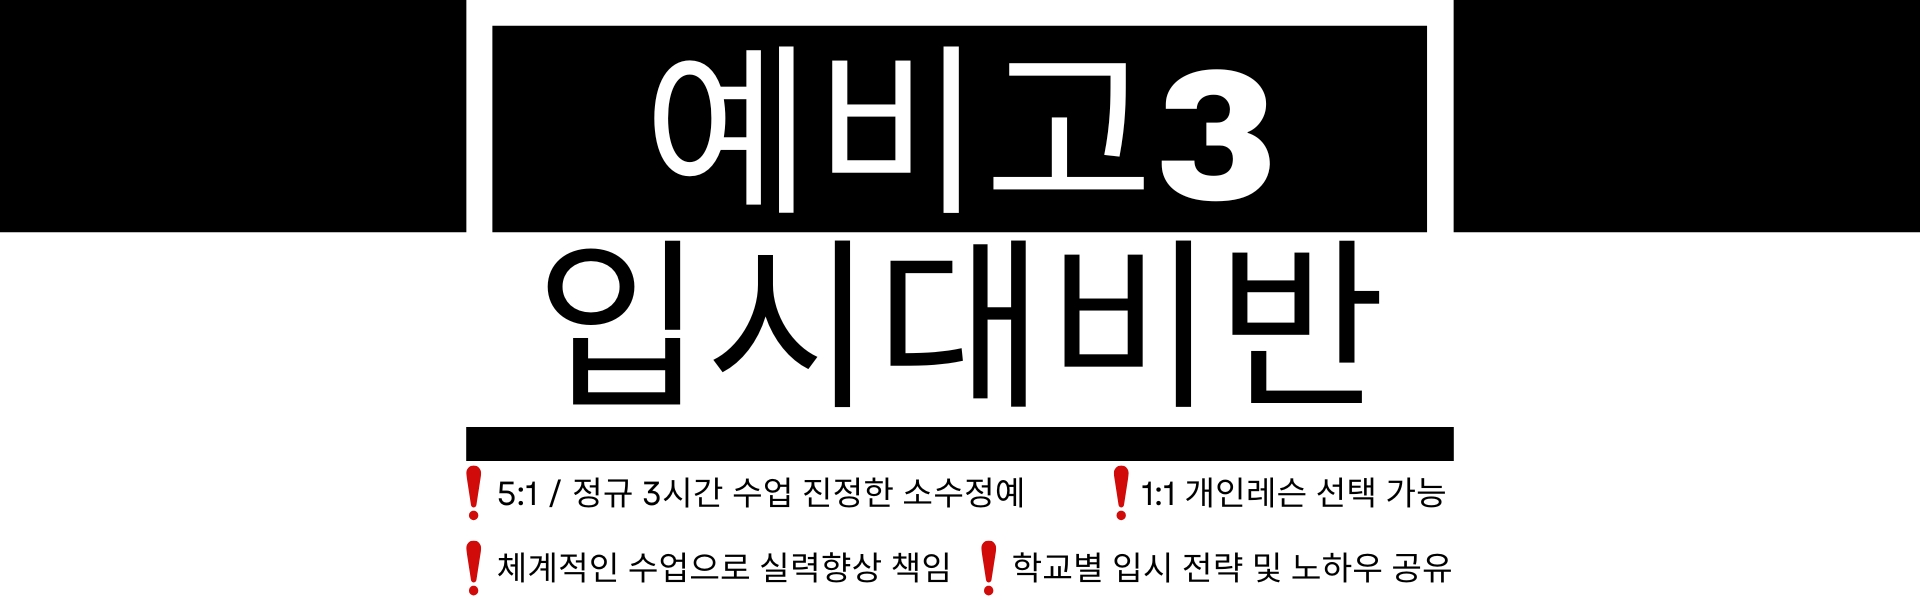 예비고3
입시대비반
❗ 5:1 / 정규 3시간 수업 진정한 소수정예
❗ 1:1 개인레슨 선택 가능
❗ 체계적인 수업으로 실력향상 책임
❗ 학교별 입시 전략 및 노하우 공유